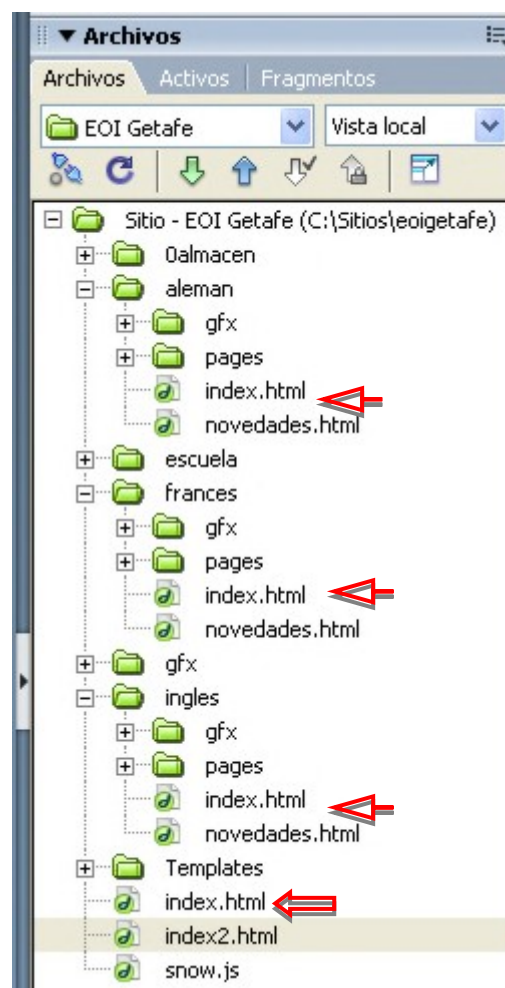 Archivos
Archivos Activos Fragmentos
EOI Getafe Vista local
Sitio - EOI Getafe (C:\Sitios\eoigetafe)
0almacen
aleman
gfx
pages
index.html
novedades.html
escuela
frances
gfx
pages
index.html
novedades.html
gfx
ingles
gfx
pages
index.html
novedades.html
Templates
index.html
index2.html
snow.js